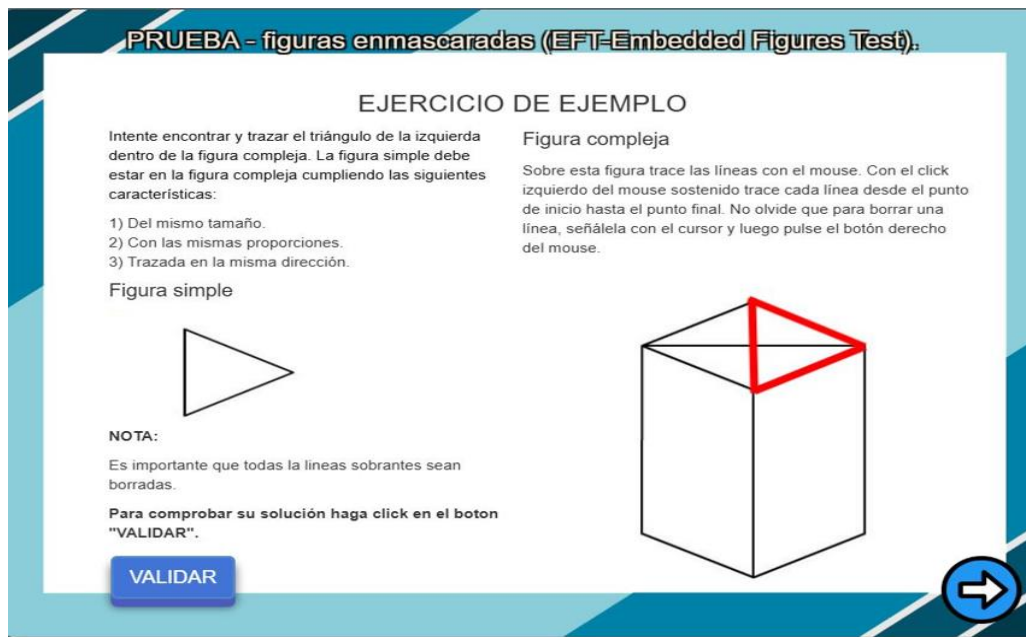 PRUEBA - figuras enmascaradas (EFT-Embedded Figures Test).
EJERCICIO DE EJEMPLO
Intente encontrar y trazar el triángulo de la izquierda
dentro de la figura compleja. La figura simple debe
estar en la figura compleja cumpliendo las siguientes
características:
1) Del mismo tamaño.
2) Con las mismas proporciones.
3) Trazada en la misma dirección.
Figura simple
NOTA:
Es importante que todas la lineas sobrantes sean
borradas.
Para comprobar su solución haga click en el boton
"VALIDAR".
VALIDAR
Figura compleja
Sobre esta figura trace las líneas con el mouse. Con el click
izquierdo del mouse sostenido trace cada línea desde el punto
de inicio hasta el punto final. No olvide que para borrar una
línea, señálela con el cursor y luego pulse el botón derecho
del mouse.